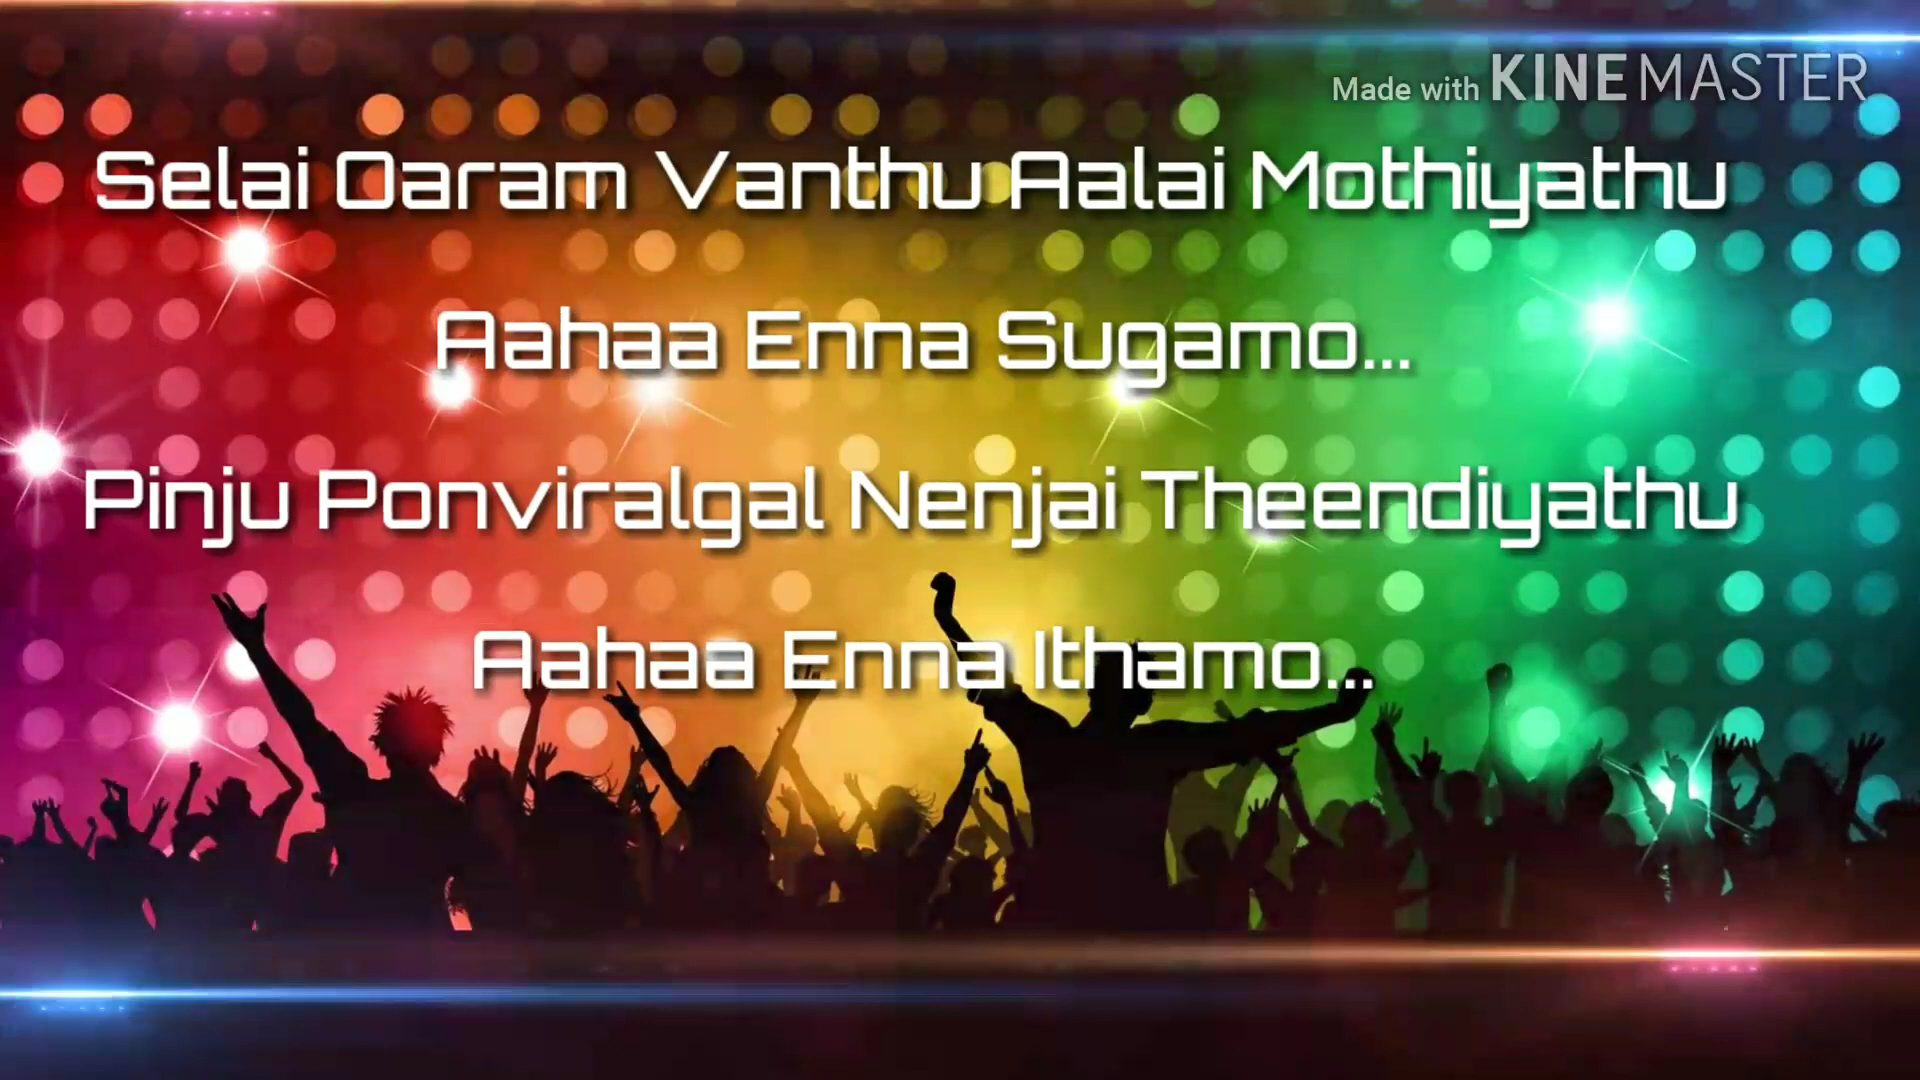 Made with KINEMASTER
Selai Oaram Vanthu Aalai Mothiyathu
Aahaa Enna Sugamo...
Pinju Ponviralgal Nenjai Theendiyathu
Aahaa Enna Ithamo...